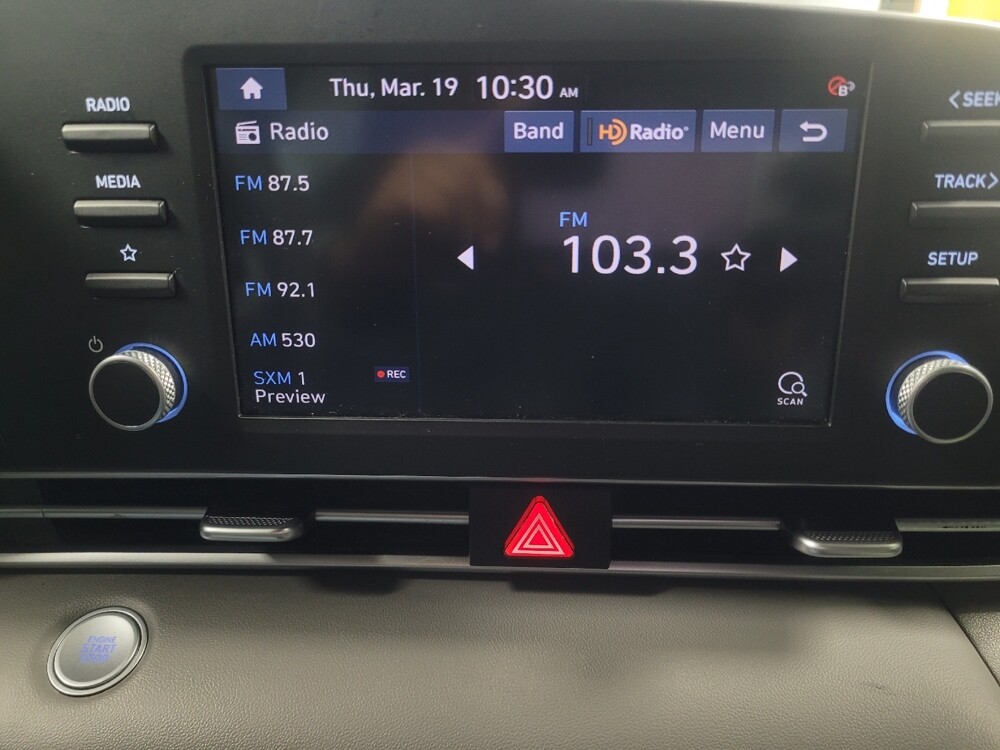 Thu, Mar. 19 10:30 AM
B
RADIO
MEDIA
Radio
Band
HD Radio
Menu
FM 87.5
FM 87.7
FM 92.1
AM 530
SXM 1
REC
Preview
FM
103.3
SCAN
< SEEK
TRACK >
SETUP
ENGINE
START
STOP